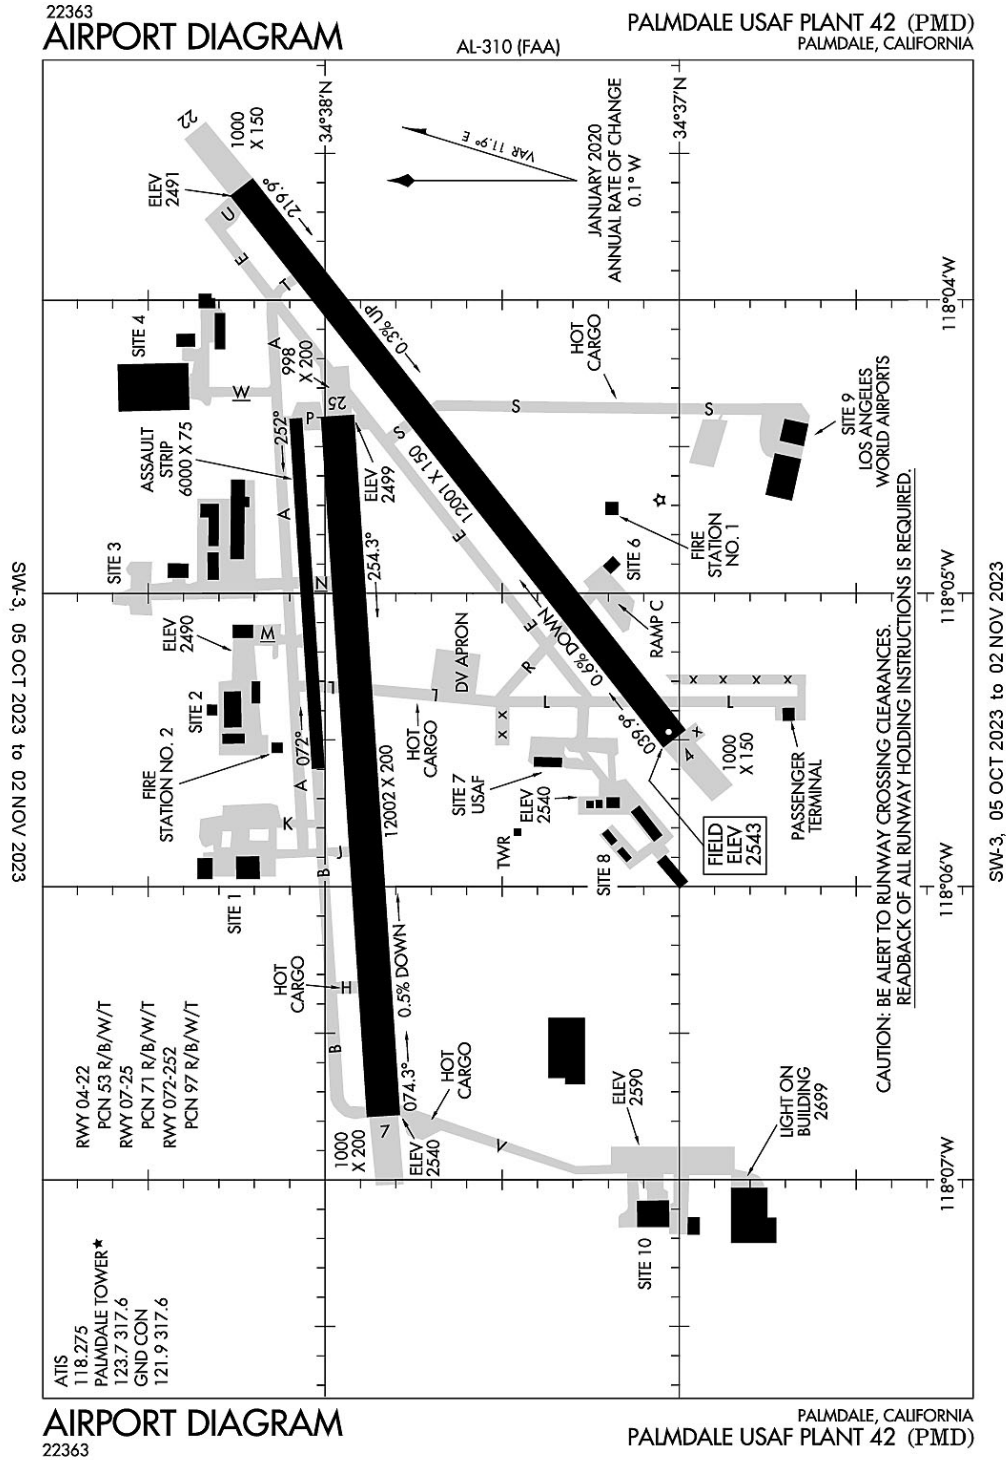 22363
AIRPORT DIAGRAM
AL-310 (FAA)
PALMDALE USAF PLANT 42 (PMD)
PALMDALE, CALIFORNIA
ATIS
118.275
PALMDALE TOWER★
123.7 317.6
GND CON
121.9 317.6
RWY 04-22
PCN 53 R/B/W/T
RWY 07-25
PCN 71 R/B/W/T
RWY 072-252
PCN 97 R/B/W/T
22
1000
X 150
ELEV
2491
219.9°
34°38'N
34°37'N
VAR 11.9° E
JANUARY 2020
ANNUAL RATE OF CHANGE
0.1° W
118°04'W
118°05'W
118°06'W
118°07'W
U
E
T
A
SITE 4
W
998
X 200
0.3% UP
25
P
252°
ASSAULT
STRIP
6000 X 75
A
ELEV
2499
S
HOT
CARGO
S
S
SITE 9
LOS ANGELES
WORLD AIRPORTS
12001 X 150
E
254.3°
SITE 3
N
FIRE
STATION NO. 1
SITE 6
RAMP C
ELEV
2490
M
SITE 2
FIRE
STATION NO. 2
072°
A
L
L
HOT
CARGO
DV APRON
R
E
0.6% DOWN
039.9°
L
L
X X
X X X X
X
4
1000
X 150
FIELD
ELEV
2543
PASSENGER
TERMINAL
12002 X 200
SITE 7
USAF
ELEV
2540
TWR
SITE 8
K
J
B
SITE 1
HOT
CARGO
H
0.5% DOWN
B
074.3°
HOT
CARGO
7
1000
X 200
ELEV
2540
V
ELEV
2590
SITE 10
LIGHT ON
BUILDING
2699
CAUTION: BE ALERT TO RUNWAY CROSSING CLEARANCES.
READBACK OF ALL RUNWAY HOLDING INSTRUCTIONS IS REQUIRED.
SW-3, 05 OCT 2023 to 02 NOV 2023
SW-3, 05 OCT 2023 to 02 NOV 2023
AIRPORT DIAGRAM
22363
PALMDALE, CALIFORNIA
PALMDALE USAF PLANT 42 (PMD)